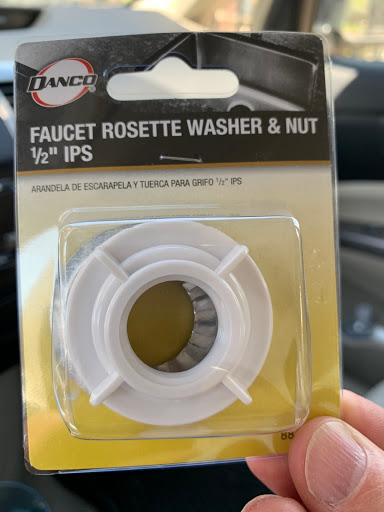 DANCO
FAUCET ROSETTE WASHER & NUT
½" IPS
ARANDELA DE ESCARAPELA Y TUERCA PARA GRIFO ½" IPS